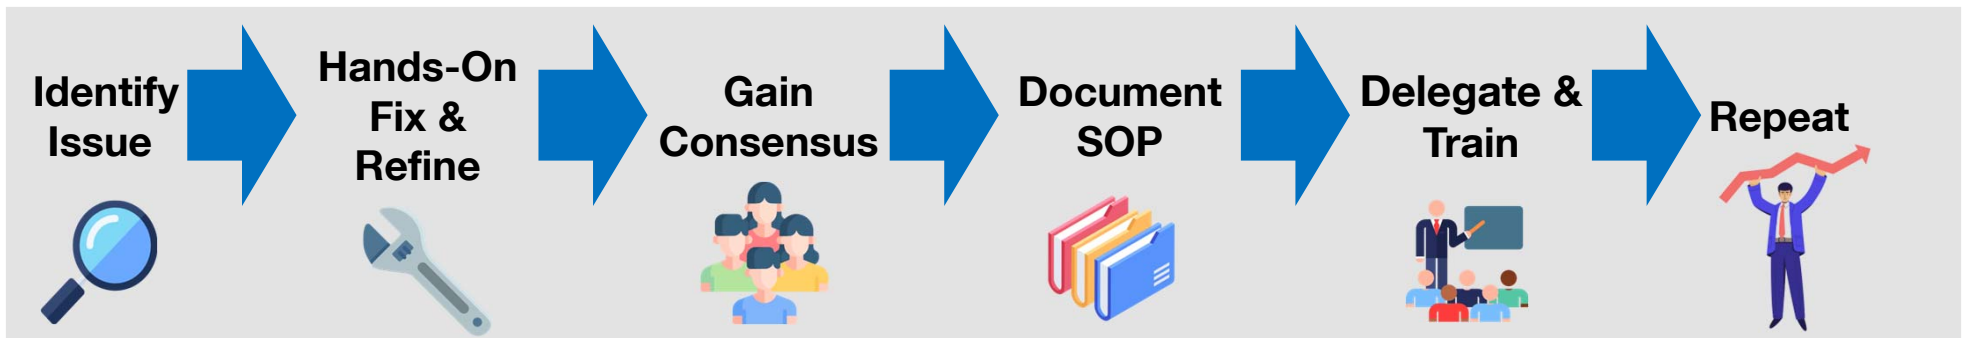 Identify
Issue
Hands-On
Fix &
Refine
Gain
Consensus
Document
SOP
Delegate &
Train
Repeat